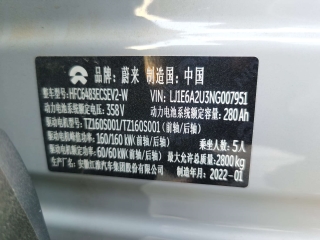 品牌: 蔚来 制造国: 中国
整车型号: HFC6483ECSEV2-W VIN: LJ1E6A2U3NG007951
动力电池系统额定电压: 358 V 动力电池系统额定容量: 280 Ah
驱动电机型号: TZ160S001/TZ160S001 (前轴/后轴)
驱动电机峰值功率: 160/160 kW (前轴/后轴) 乘坐人数: 5人
驱动电机额定功率: 60/60 kW (前轴/后轴) 最大允许总质量: 2800 kg
安徽江淮汽车集团股份有限公司 制造年月: 2022-01